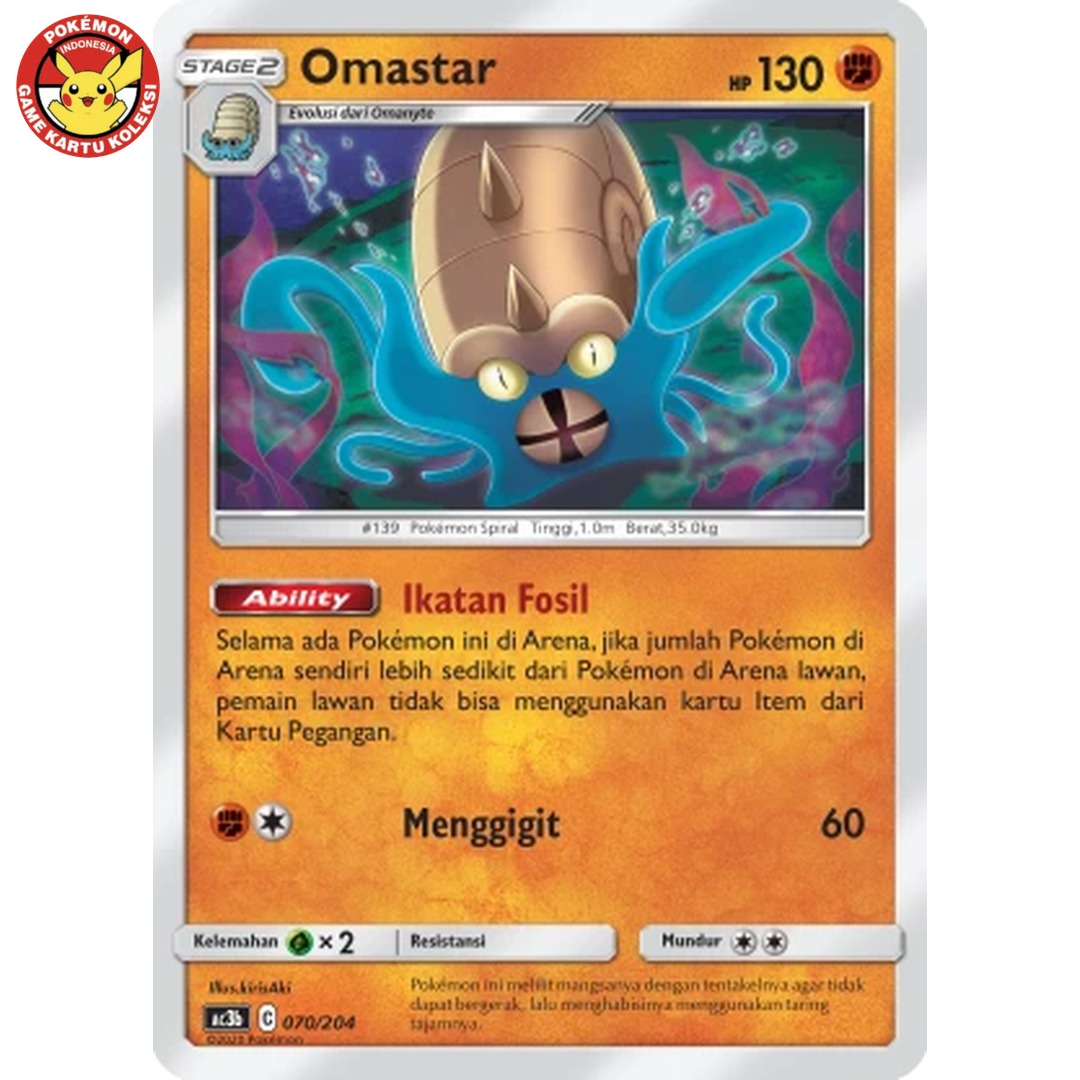 POKÉMON
INDONESIA
GAME KARTU KOLEKSI
STAGE2
Omastar
HP 130
Evolusi dari Omanyte
#139 Pokémon Spiral Tinggi,1.0m Berat,35.0kg
Ability Ikatan Fosil
Selama ada Pokémon ini di Arena, jika jumlah Pokémon di
Arena sendiri lebih sedikit dari Pokémon di Arena lawan,
pemain lawan tidak bisa menggunakan kartu Item dari
Kartu Pegangan.
Menggigit 60
Kelemahan ×2 Resistansi Mundur
Illus.kirisAki
Pokémon ini melilit mangsanya dengan tentakelnya agar tidak
dapat bergerak, lalu menghabisinya menggunakan taring
tajamnya.
AC3b C 070/204
Pokémon